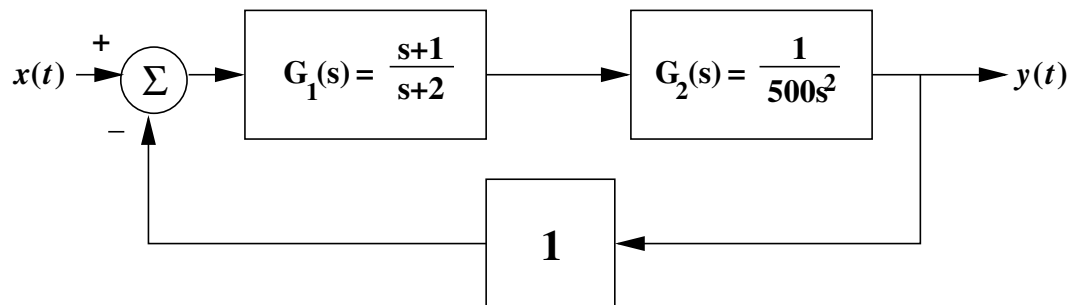 x(t)
+
−
Σ
G1(s) = s+1
s+2
G2(s) = 1
500s²
y(t)
1